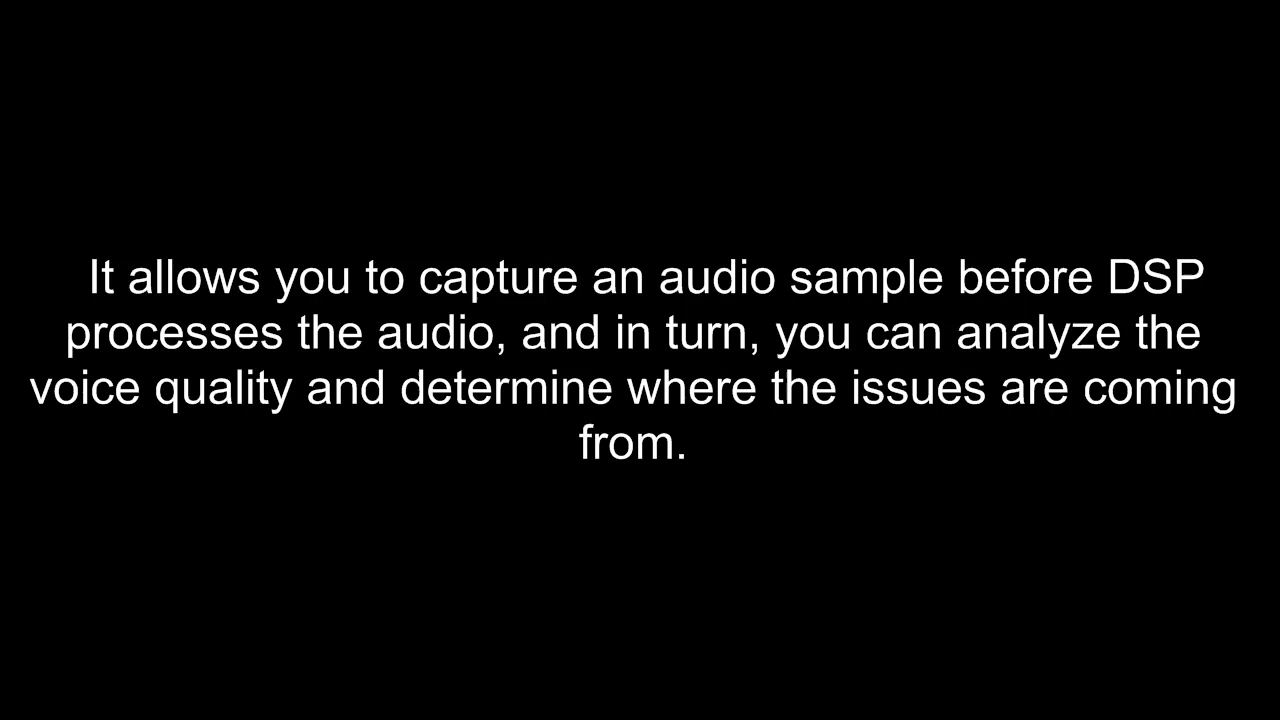 It allows you to capture an audio sample before DSP
processes the audio, and in turn, you can analyze the
voice quality and determine where the issues are coming
from.